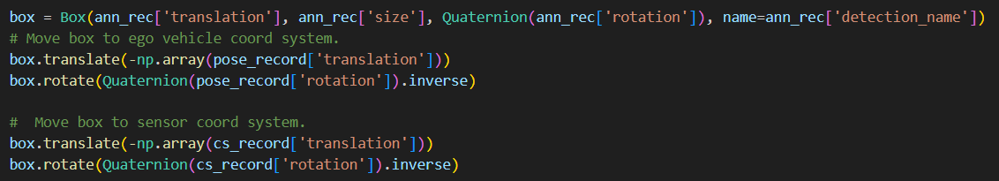 box = Box(ann_rec['translation'], ann_rec['size'], Quaternion(ann_rec['rotation']), name=ann_rec['detection_name'])
# Move box to ego vehicle coord system.
box.translate(-np.array(pose_record['translation']))
box.rotate(Quaternion(pose_record['rotation']).inverse)

#  Move box to sensor coord system.
box.translate(-np.array(cs_record['translation']))
box.rotate(Quaternion(cs_record['rotation']).inverse)